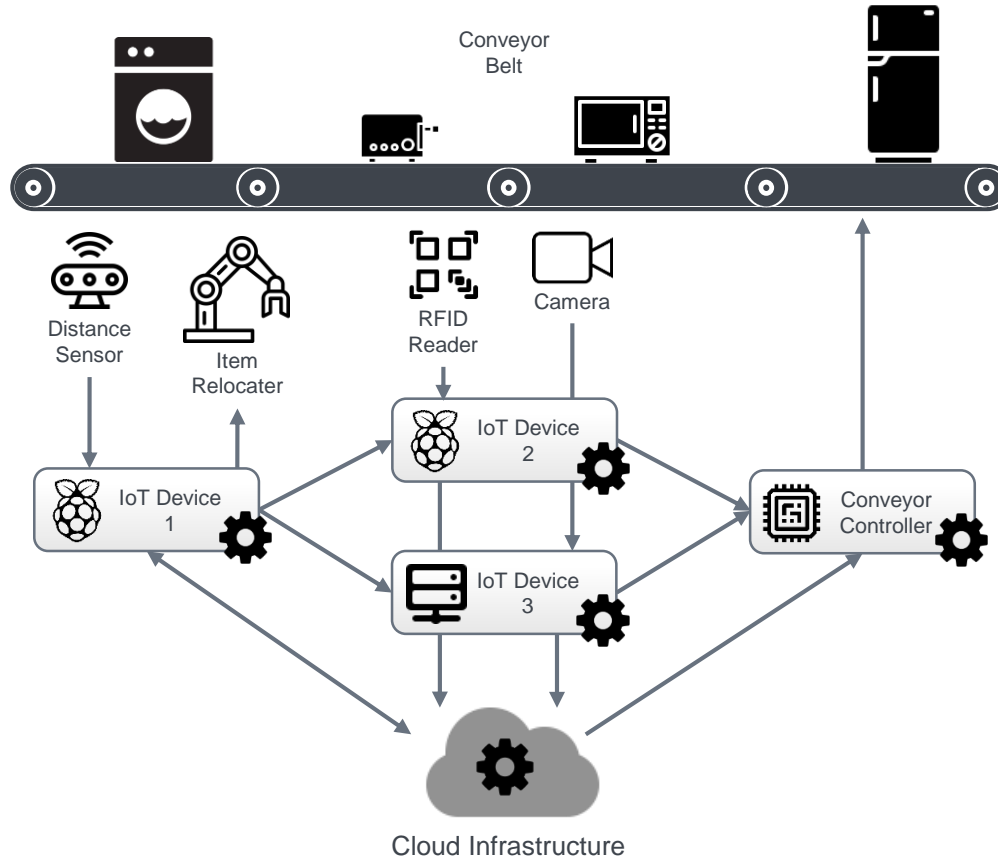 Conveyor
Belt
Distance
Sensor
Item
Relocater
RFID
Reader
Camera
IoT Device
1
IoT Device
2
IoT Device
3
Conveyor
Controller
Cloud Infrastructure